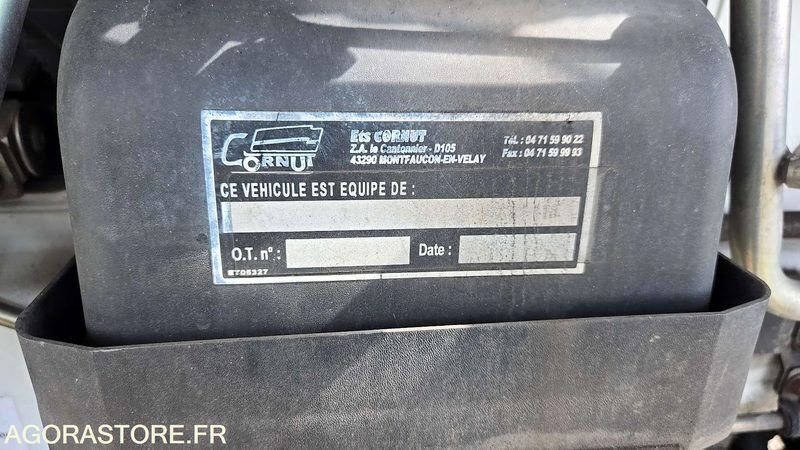 CORNUT
Ets CORNUT
Z.A. le Cantonnier - D105
43290 MONTFAUCON-EN-VELAY
Tél. : 04 71 59 90 22
Fax : 04 71 59 99 93
CE VEHICULE EST EQUIPE DE :
O.T. n° :
Date :
ET05327
AGORASTORE.FR